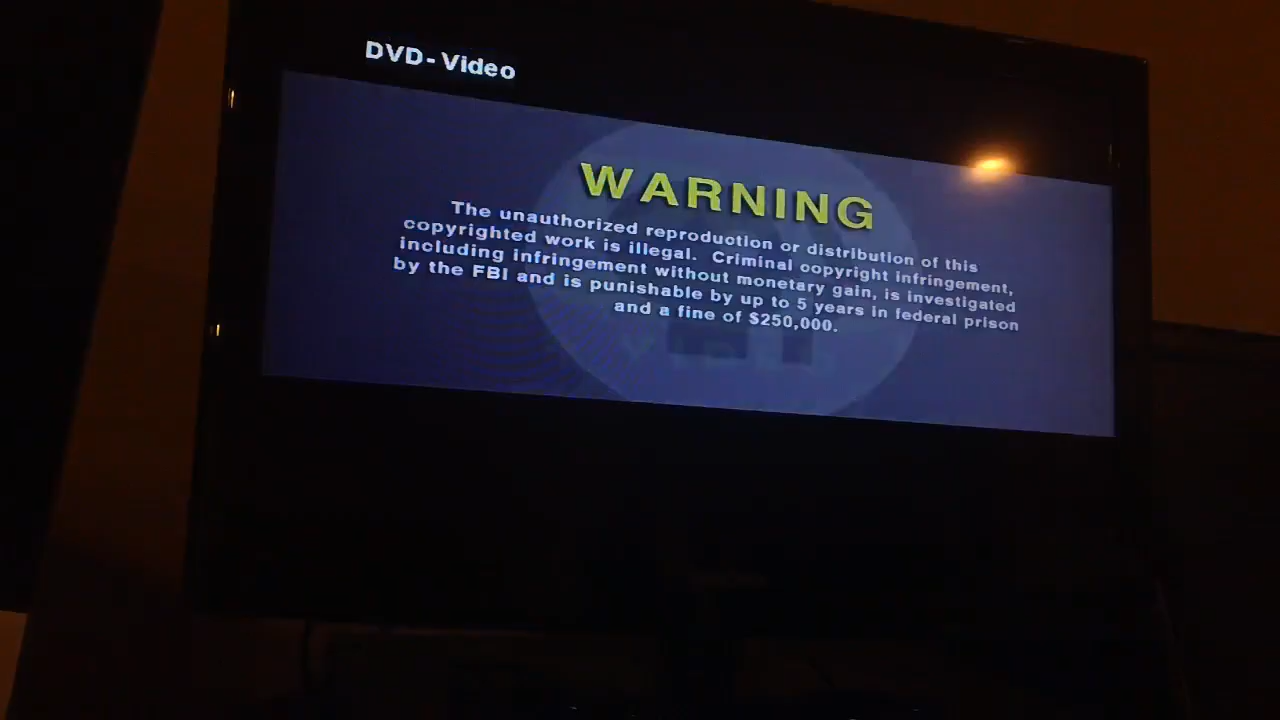 DVD-Video
WARNING
The unauthorized reproduction or distribution of this
copyrighted work is illegal. Criminal copyright infringement,
including infringement without monetary gain, is investigated
by the FBI and is punishable by up to 5 years in federal prison
and a fine of $250,000.